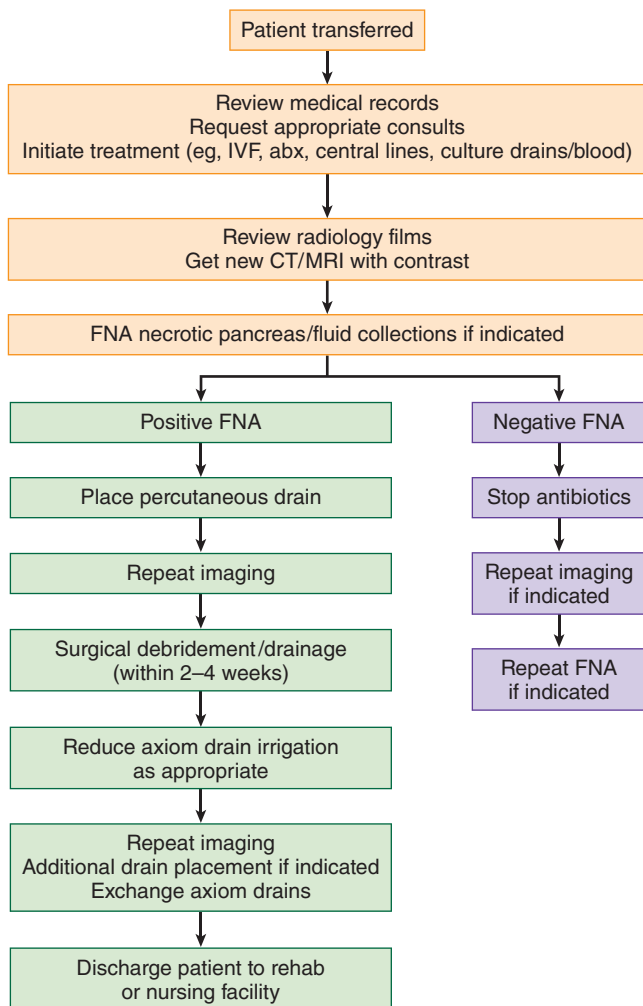 Patient transferred
Review medical records
Request appropriate consults
Initiate treatment (eg, IVF, abx, central lines, culture drains/blood)
Review radiology films
Get new CT/MRI with contrast
FNA necrotic pancreas/fluid collections if indicated
Positive FNA
Place percutaneous drain
Repeat imaging
Surgical debridement/drainage
(within 2–4 weeks)
Reduce axiom drain irrigation
as appropriate
Repeat imaging
Additional drain placement if indicated
Exchange axiom drains
Discharge patient to rehab
or nursing facility
Negative FNA
Stop antibiotics
Repeat imaging
if indicated
Repeat FNA
if indicated